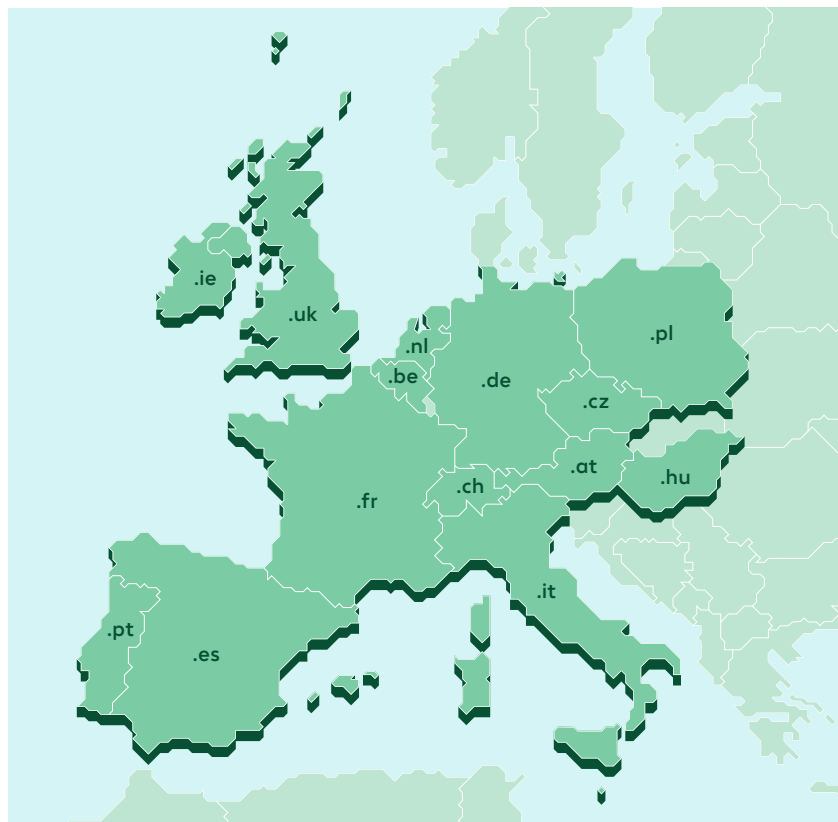 .ie
.uk
.nl
.be
.de
.pl
.cz
.at
.hu
.ch
.fr
.it
.pt
.es